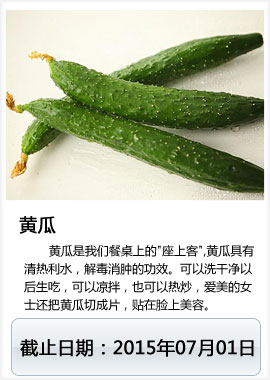 黄瓜
黄瓜是我们餐桌上的"座上客",黄瓜具有
清热利水，解毒消肿的功效。可以洗干净以
后生吃，可以凉拌，也可以热炒，爱美的女
士还把黄瓜切成片，贴在脸上美容。
截止日期：2015年07月01日